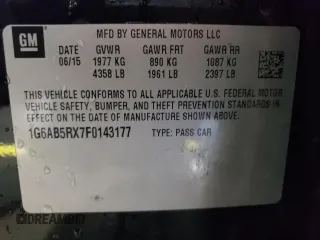 GM
MFD BY GENERAL MOTORS LLC
DATE GVWR GAWR FRT GAWR RR
06/15 1977 KG 890 KG 1087 KG
4358 LB 1961 LB 2397 LB
THIS VEHICLE CONFORMS TO ALL APPLICABLE U.S. FEDERAL MOTOR
VEHICLE SAFETY, BUMPER, AND THEFT PREVENTION STANDARDS
IN EFFECT ON THE DATE OF MANUFACTURE SHOWN ABOVE.
1G6AB5RX7F0143177 TYPE: PASS CAR